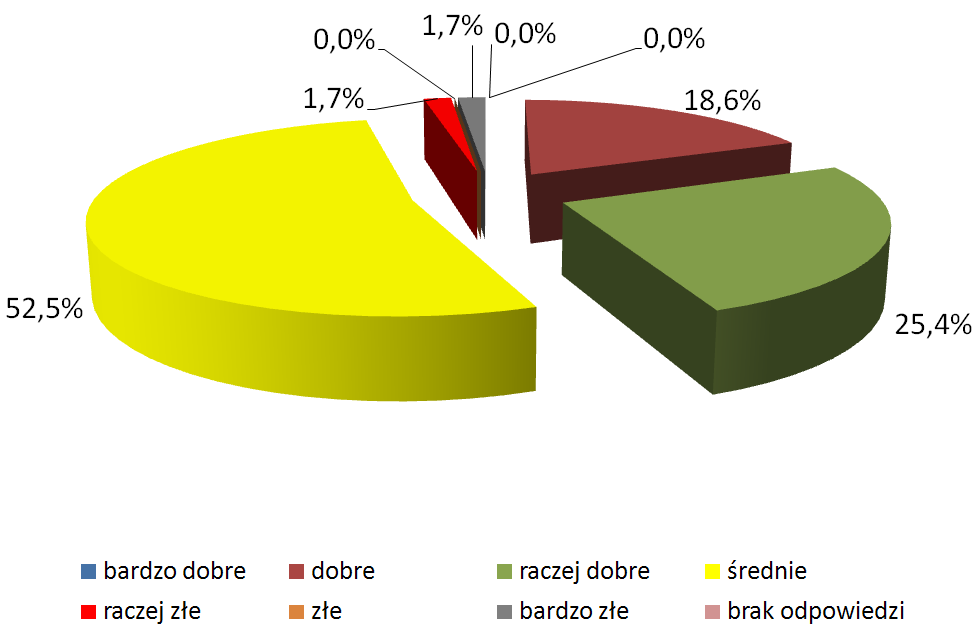 1,7%
0,0%
0,0%
0,0%
1,7%
18,6%
52,5%
25,4%
bardzo dobre
dobre
raczej dobre
średnie
raczej złe
złe
bardzo złe
brak odpowiedzi